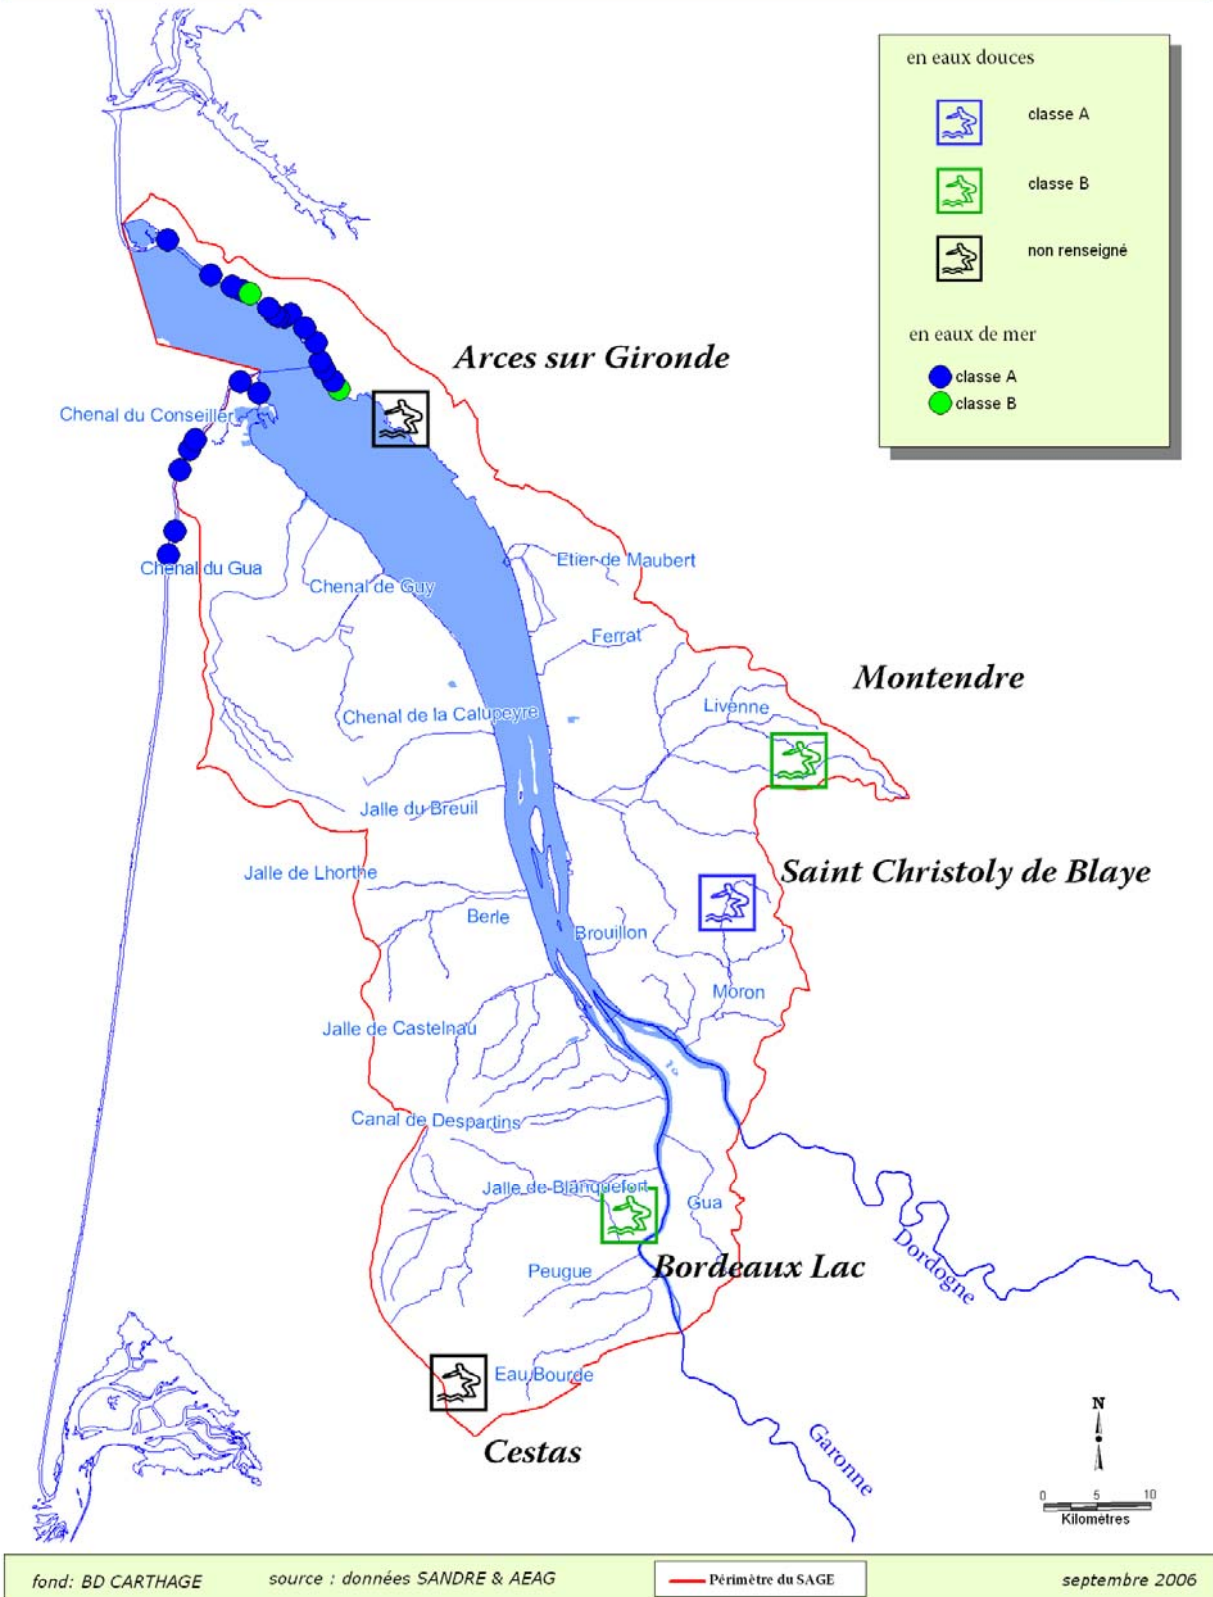 en eaux douces
classe A
classe B
non renseigné
en eaux de mer
classe A
classe B
Arces sur Gironde
Chenal du Conseiller
Etier de Maubert
Chenal du Gua
Chenal de Guy
Ferrat
Montendre
Livenne
Chenal de la Calupeyre
Jalle du Breuil
Saint Christoly de Blaye
Jalle de Lhorthe
Berle
Brouillon
Moron
Jalle de Castelnau
Canal de Despartins
Jalle de Blanquefort
Gua
Dordogne
Bordeaux Lac
Peugue
Eau Bourde
Cestas
Garonne
N
0 5 10
Kilomètres
fond: BD CARTHAGE
source : données SANDRE & AEAG
Périmètre du SAGE
septembre 2006